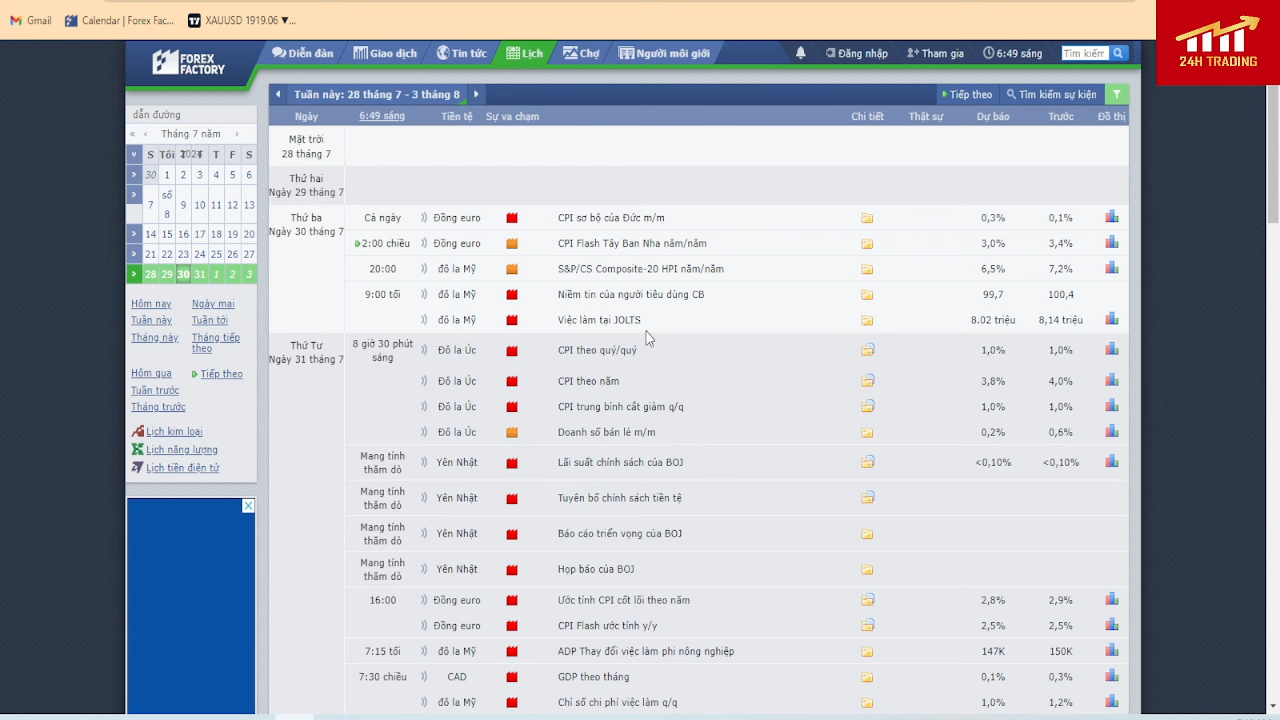 Gmail
Calendar | Forex Fac...
XAUUSD 1919.06 ▼...
24H TRADING
FOREX
FACTORY
Diễn đàn
Giao dịch
Tin tức
Lịch
Chợ
Người môi giới
Đăng nhập
Tham gia
6:49 sáng
Tìm kiếm
dẫn đường
« ‹ Tháng 7 năm ›
2024
S Tôi T T T F S
30 1 2 3 4 5 6
7 số 8 9 10 11 12 13
14 15 16 17 18 19 20
21 22 23 24 25 26 27
28 29 30 31 1 2 3
Hôm nay Ngày mai
Tuần này Tuần tới
Tháng này Tháng tiếp theo
Hôm qua Tiếp theo
Tuần trước
Tháng trước
Lịch kim loại
Lịch năng lượng
Lịch tiền điện tử
Tuần này: 28 tháng 7 - 3 tháng 8
Tiếp theo
Tìm kiếm sự kiện
Ngày 6:49 sáng Tiền tệ Sự va chạm Chi tiết Thật sự Dự báo Trước Đồ thị
Mặt trời
28 tháng 7
Thứ hai
Ngày 29 tháng 7
Thứ ba
Ngày 30 tháng 7
Cả ngày Đồng euro CPI sơ bộ của Đức m/m 0,3% 0,1%
2:00 chiều Đồng euro CPI Flash Tây Ban Nha năm/năm 3,0% 3,4%
20:00 đô la Mỹ S&P/CS Composite-20 HPI năm/năm 6,5% 7,2%
9:00 tối đô la Mỹ Niềm tin của người tiêu dùng CB 99,7 100,4
đô la Mỹ Việc làm tại JOLTS 8.02 triệu 8,14 triệu
Thứ Tư
Ngày 31 tháng 7
8 giờ 30 phút sáng Đô la Úc CPI theo quý/quý 1,0% 1,0%
Đô la Úc CPI theo năm 3,8% 4,0%
Đô la Úc CPI trung bình cắt giảm q/q 1,0% 1,0%
Đô la Úc Doanh số bán lẻ m/m 0,2% 0,6%
Mang tính thăm dò Yên Nhật Lãi suất chính sách của BOJ <0,10% <0,10%
Mang tính thăm dò Yên Nhật Tuyên bố chính sách tiền tệ
Mang tính thăm dò Yên Nhật Báo cáo triển vọng của BOJ
Mang tính thăm dò Yên Nhật Họp báo của BOJ
16:00 Đồng euro Ước tính CPI cốt lõi theo năm 2,8% 2,9%
Đồng euro CPI Flash ước tính y/y 2,5% 2,5%
7:15 tối đô la Mỹ ADP Thay đổi việc làm phi nông nghiệp 147K 150K
7:30 chiều CAD GDP theo tháng 0,1% 0,3%
đô la Mỹ Chỉ số chi phí việc làm q/q 1,0% 1,2%